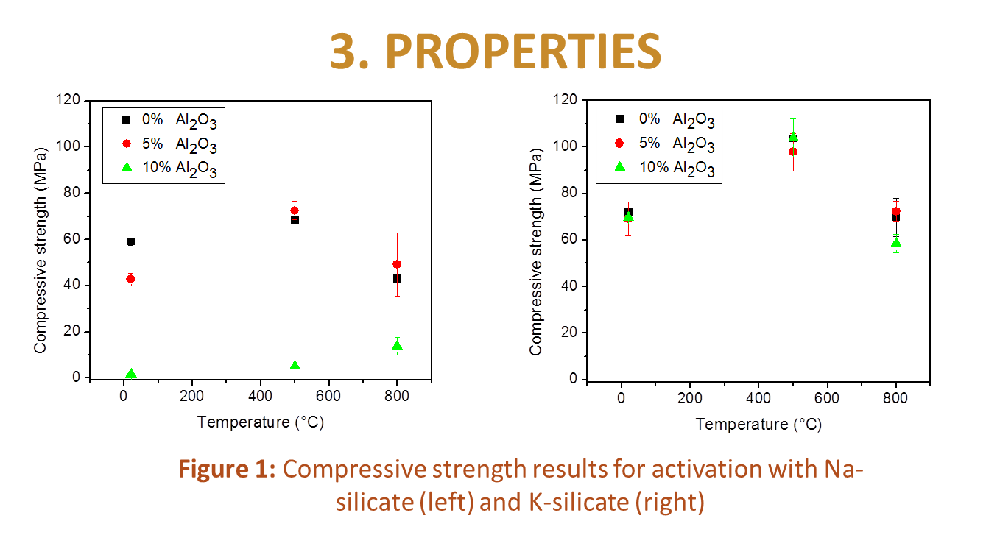 3. PROPERTIES
120
100
80
60
40
20
0
Compressive strength (MPa)
0% Al2O3
5% Al2O3
10% Al2O3
0 200 400 600 800
Temperature (°C)
120
100
80
60
40
20
0
Compressive strength (MPa)
0% Al2O3
5% Al2O3
10% Al2O3
0 200 400 600 800
Temperature (°C)
Figure 1: Compressive strength results for activation with Na-
silicate (left) and K-silicate (right)